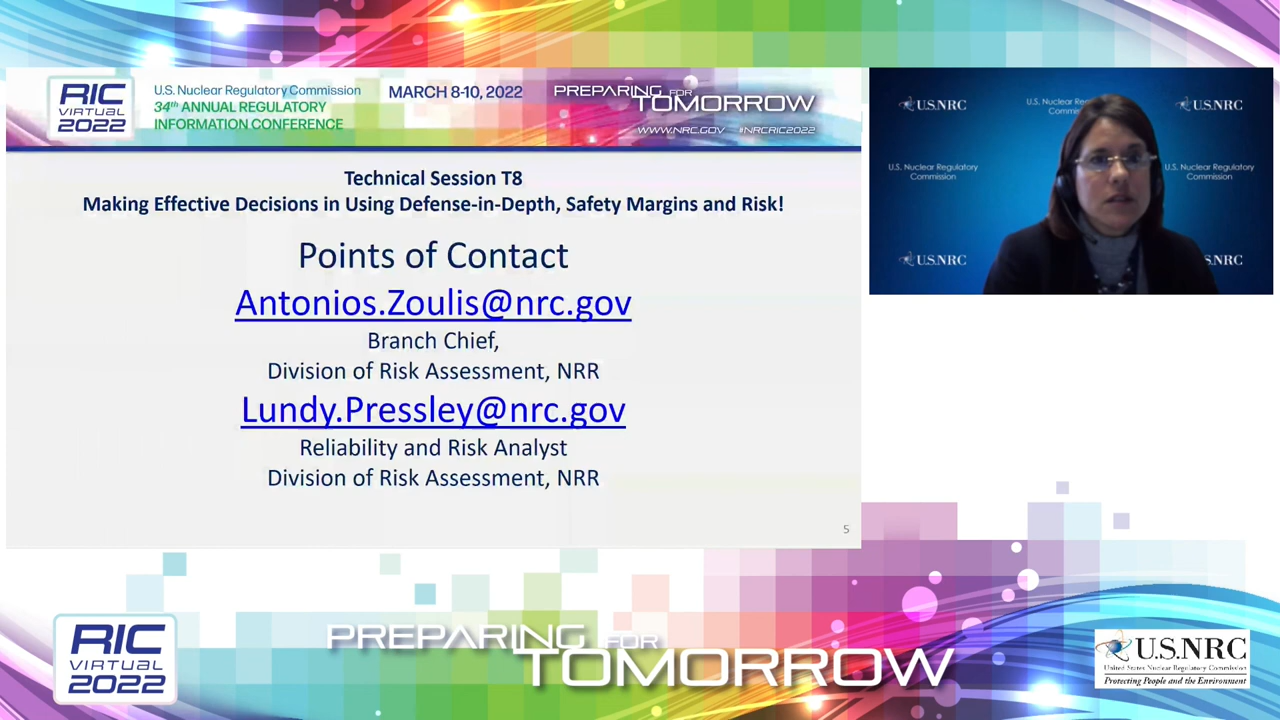 RIC
VIRTUAL
2022
U.S. Nuclear Regulatory Commission
34th ANNUAL REGULATORY
INFORMATION CONFERENCE
MARCH 8-10, 2022
PREPARING FOR
TOMORROW
WWW.NRC.GOV #NRCRIC2022
Technical Session T8
Making Effective Decisions in Using Defense-in-Depth, Safety Margins and Risk!
Points of Contact
Antonios.Zoulis@nrc.gov
Branch Chief,
Division of Risk Assessment, NRR
Lundy.Pressley@nrc.gov
Reliability and Risk Analyst
Division of Risk Assessment, NRR
5
U.S.NRC
U.S. Nuclear Reg
Comm
U.S.NRC
U.S. Nuclear Regulatory
Commission
U.S. Nuclear Regulatory
Commission
U.S.NRC
S.NRC
RIC
VIRTUAL
2022
PREPARING FOR
TOMORROW
U.S.NRC
United States Nuclear Regulatory Commission
Protecting People and the Environment